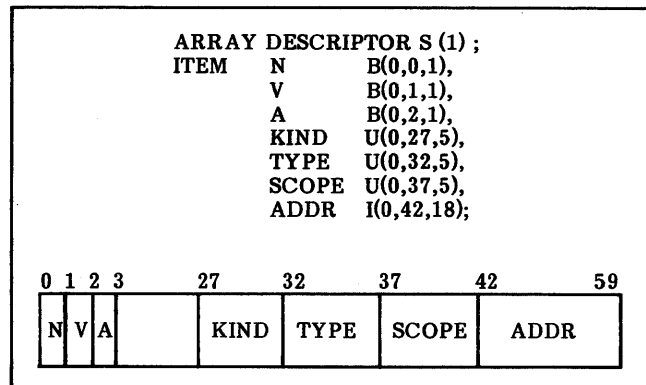 ARRAY DESCRIPTOR S (1) ;
ITEM N B(0,0,1),
V B(0,1,1),
A B(0,2,1),
KIND U(0,27,5),
TYPE U(0,32,5),
SCOPE U(0,37,5),
ADDR I(0,42,18);
0 1 2 3 27 32 37 42 59
N V A KIND TYPE SCOPE ADDR